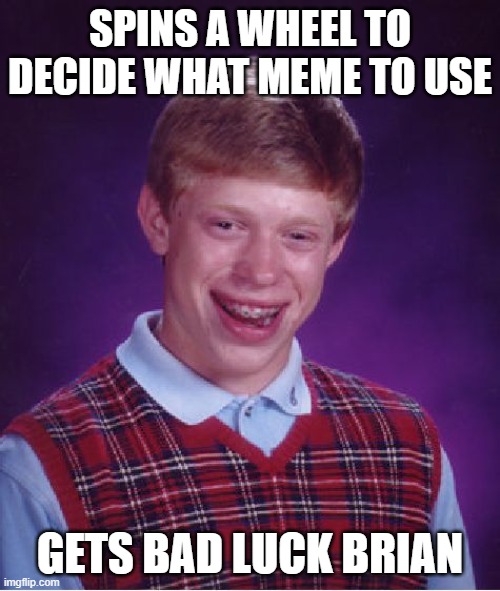 SPINS A WHEEL TO
DECIDE WHAT MEME TO USE
GETS BAD LUCK BRIAN
imgflip.com